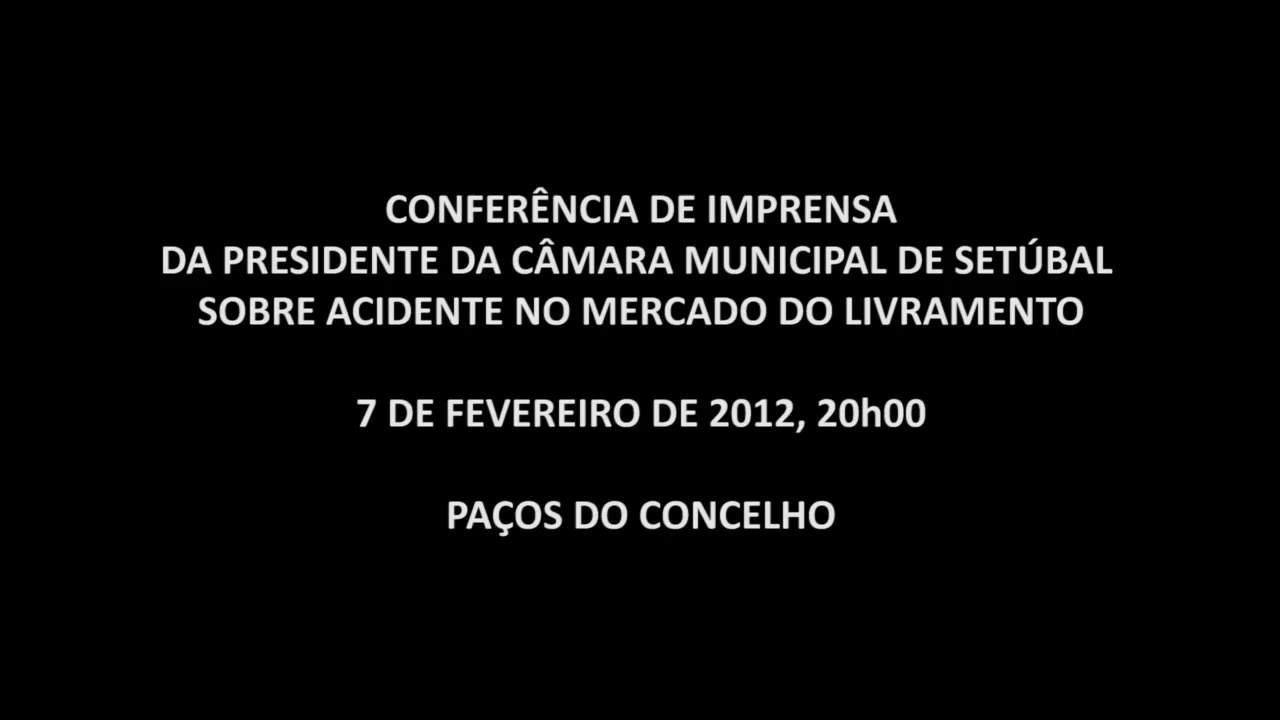 CONFERÊNCIA DE IMPRENSA
DA PRESIDENTE DA CÂMARA MUNICIPAL DE SETÚBAL
SOBRE ACIDENTE NO MERCADO DO LIVRAMENTO
7 DE FEVEREIRO DE 2012, 20h00
PAÇOS DO CONCELHO